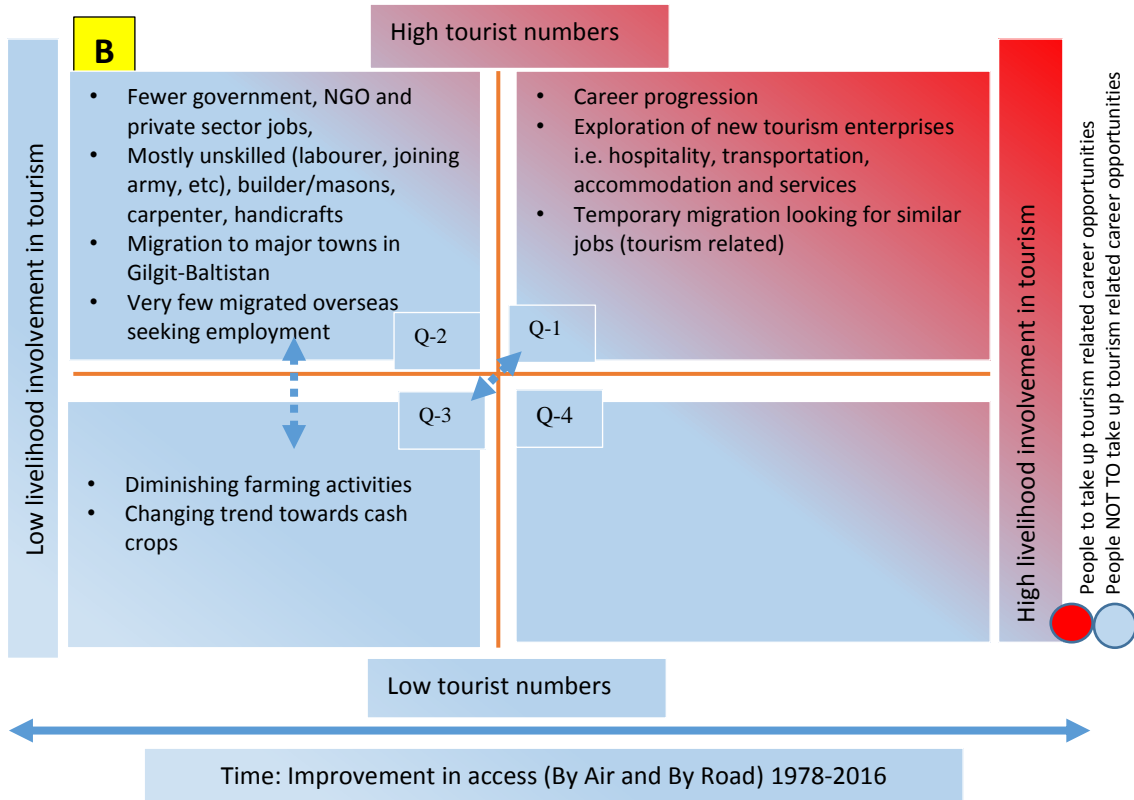 High tourist numbers
B
Low livelihood involvement in tourism
• Fewer government, NGO and
private sector jobs,
• Mostly unskilled (labourer, joining
army, etc), builder/masons,
carpenter, handicrafts
• Migration to major towns in
Gilgit-Baltistan
• Very few migrated overseas
seeking employment
Q-2
• Career progression
• Exploration of new tourism enterprises
i.e. hospitality, transportation,
accommodation and services
• Temporary migration looking for similar
jobs (tourism related)
Q-1
Q-3
• Diminishing farming activities
• Changing trend towards cash
crops
Q-4
High livelihood involvement in tourism
People to take up tourism related career opportunities
People NOT TO take up tourism related career opportunities
Low tourist numbers
Time: Improvement in access (By Air and By Road) 1978-2016